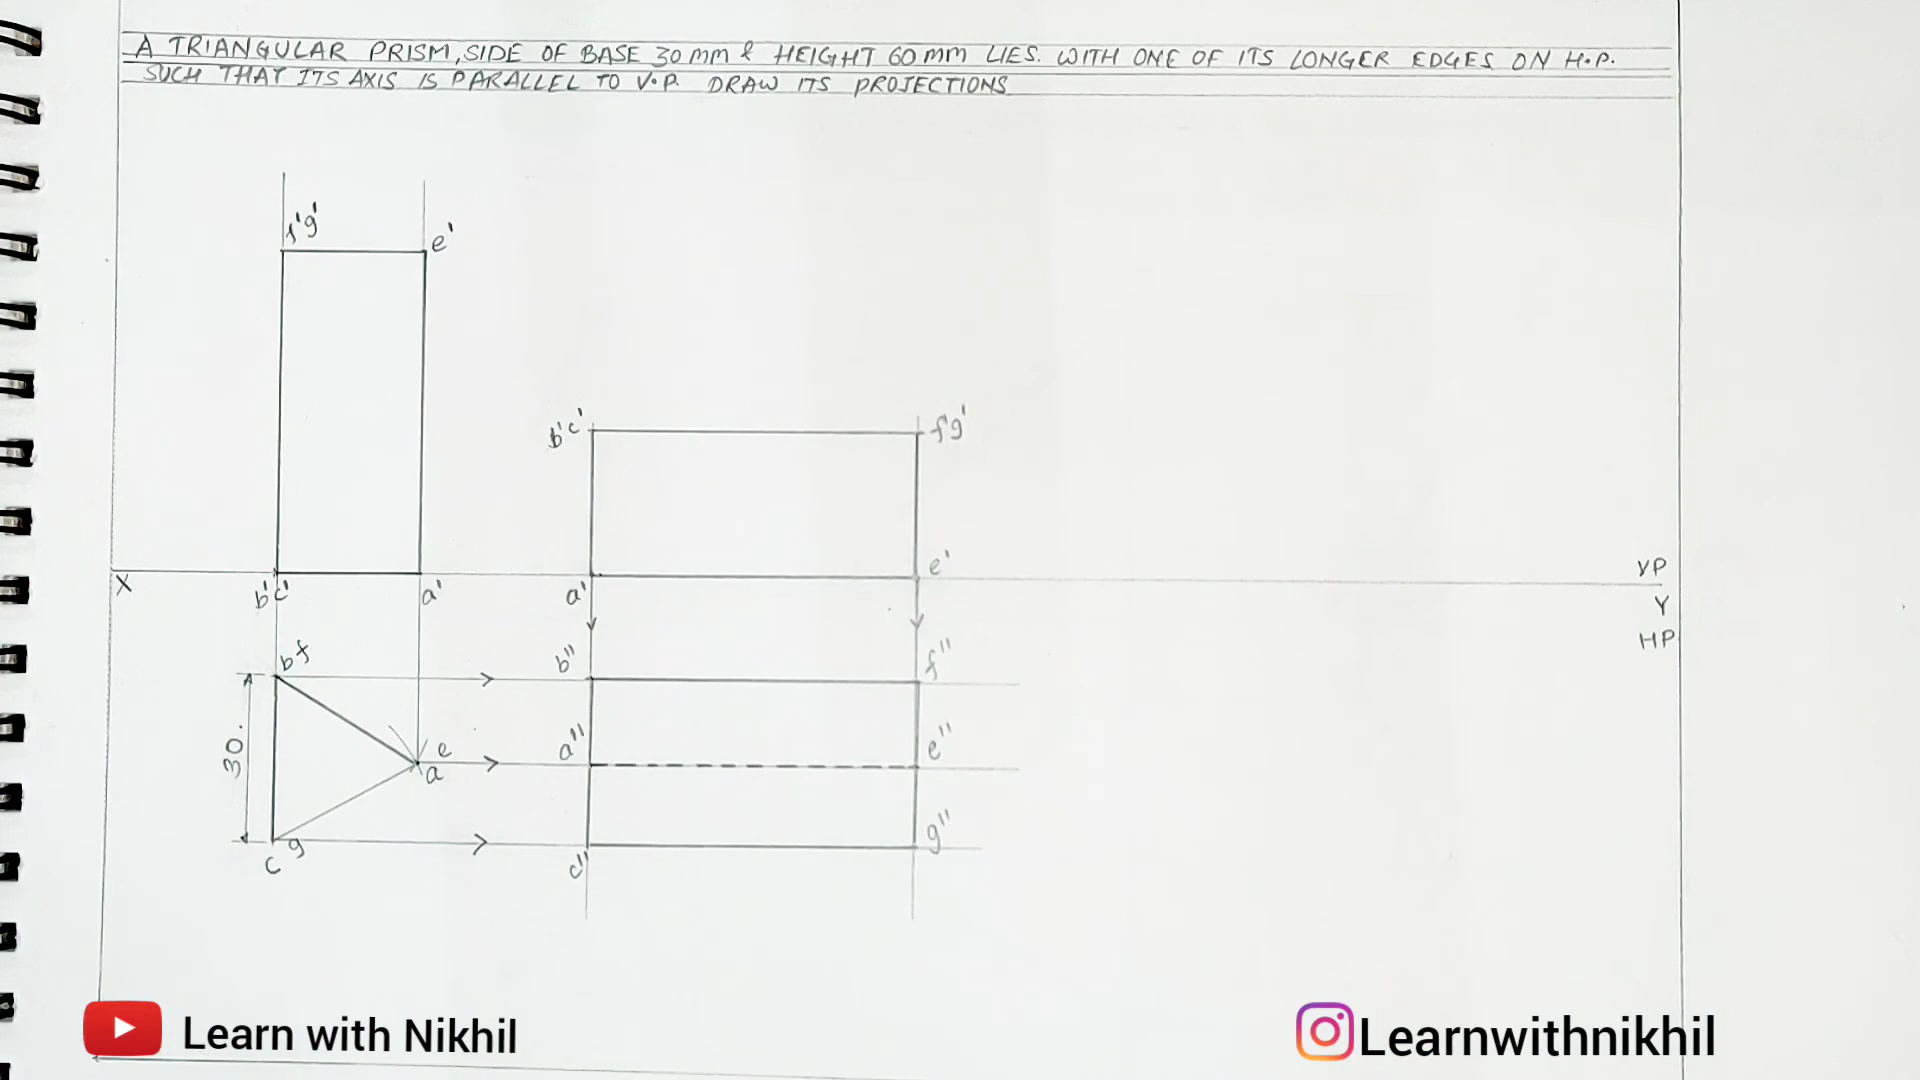 A TRIANGULAR PRISM, SIDE OF BASE 30 mm & HEIGHT 60 mm LIES. WITH ONE OF ITS LONGER EDGES ON H.P.
SUCH THAT ITS AXIS IS PARALLEL TO V.P. DRAW ITS PROJECTIONS
f'g'
e'
b'c'
f'g'
e'
X
b'c'
a'
a'
VP
Y
HP
b f
b"
f"
30.
e
a
a"
e"
c g
c"
g"
Learn with Nikhil
Learnwithnikhil